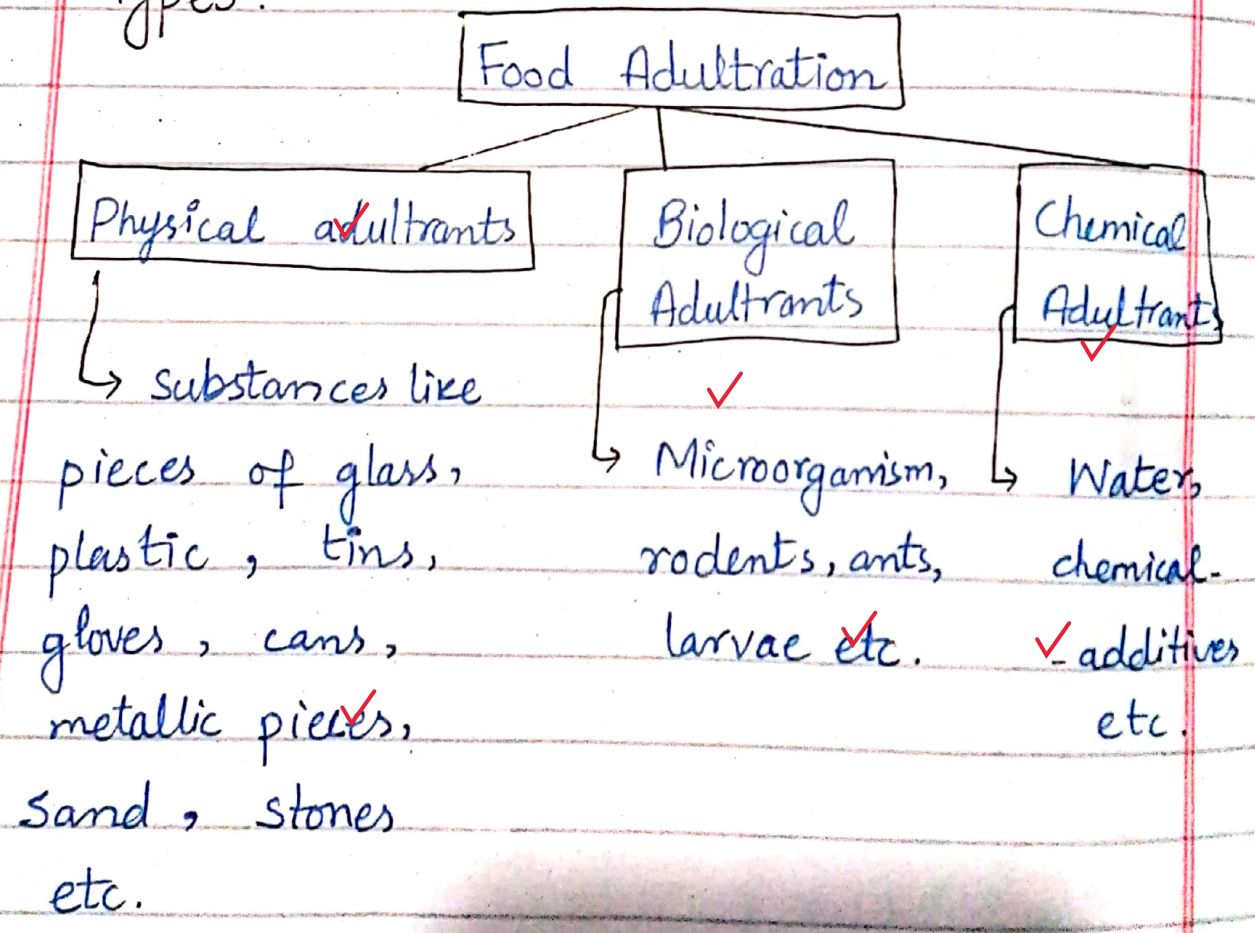 ypes.
Food Adultration
Physical adultrants
substances like
pieces of glass,
plastic, tins,
gloves, cans,
metallic pieces,
sand, stones
etc.
Biological
Adultrants
Microorganism,
rodents, ants,
larvae etc.
Chemical
Adultrants
Water,
chemical-
- additives
etc.